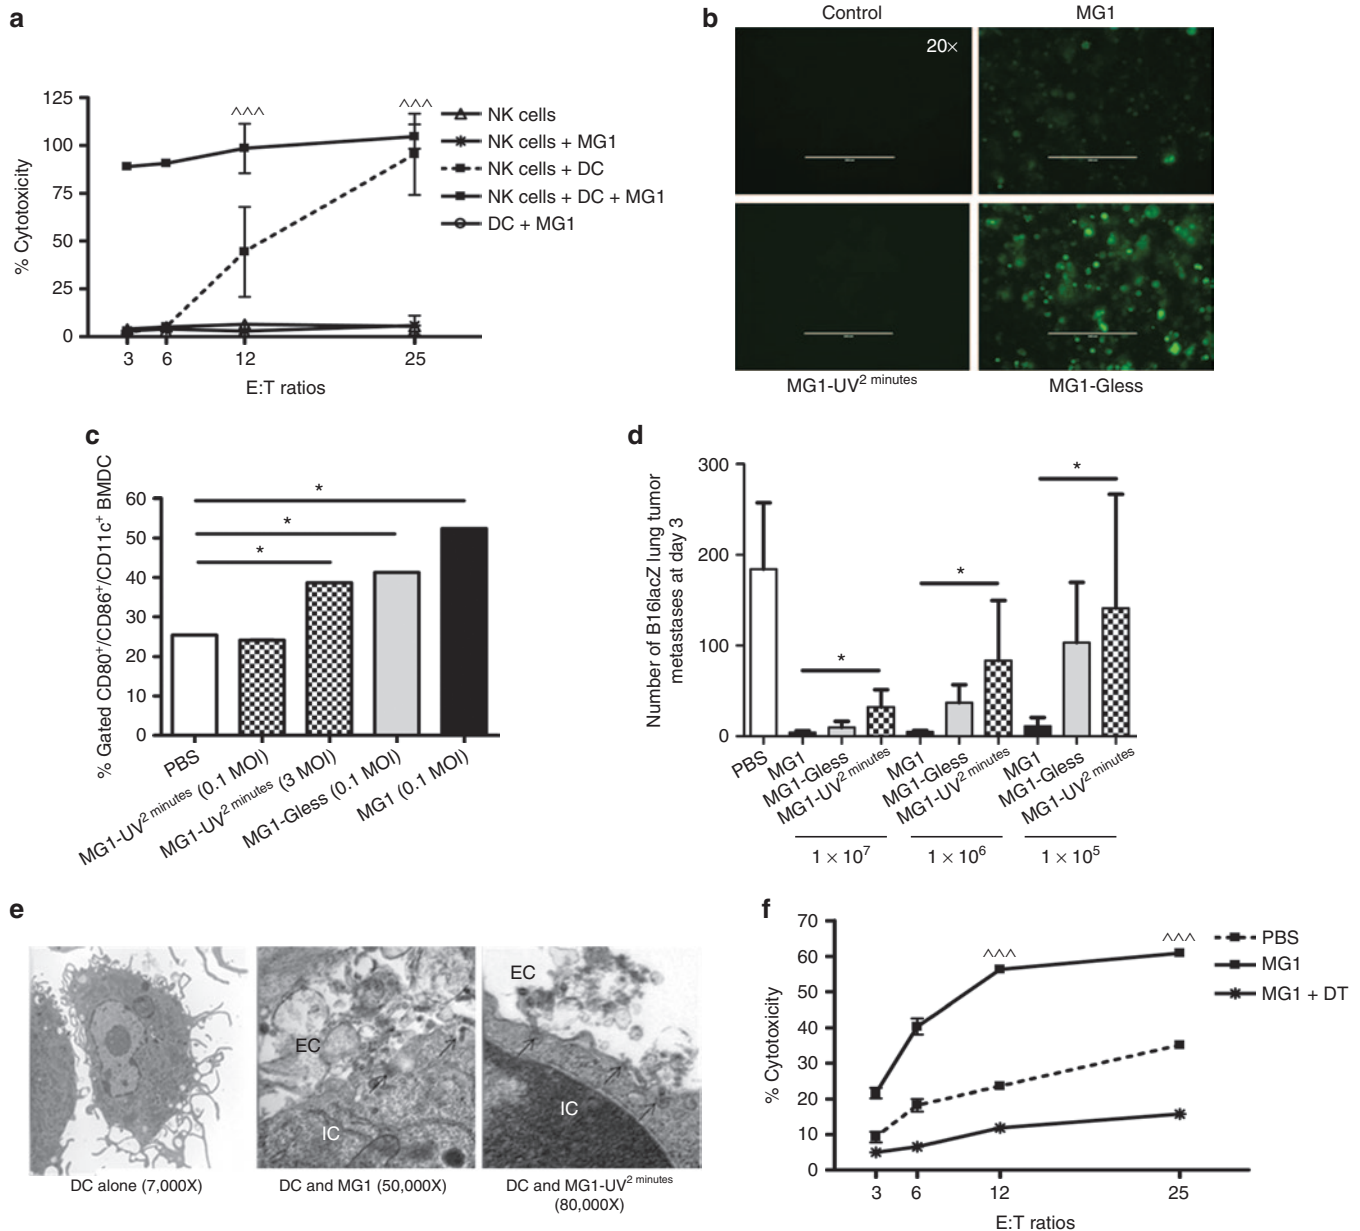 a
125
100
75
50
25
0
% Cytotoxicity
^^^
^^^
3 6 12 25
E:T ratios
NK cells
NK cells + MG1
NK cells + DC
NK cells + DC + MG1
DC + MG1
b
Control
MG1
20×
MG1-UV2 minutes
MG1-Gless
c
% Gated CD80+/CD86+/CD11c+ BMDC
60
50
40
30
20
10
0
*
*
*
PBS
MG1-UV2 minutes (0.1 MOI)
MG1-UV2 minutes (3 MOI)
MG1-Gless (0.1 MOI)
MG1 (0.1 MOI)
d
Number of B16lacZ lung tumor
metastases at day 3
300
200
100
0
*
*
*
PBS
MG1
MG1-Gless
MG1-UV2 minutes
MG1
MG1-Gless
MG1-UV2 minutes
MG1
MG1-Gless
MG1-UV2 minutes
1 × 10^7
1 × 10^6
1 × 10^5
e
EC
IC
EC
IC
DC alone (7,000X)
DC and MG1 (50,000X)
DC and MG1-UV2 minutes
(80,000X)
f
70
60
50
40
30
20
10
0
% Cytotoxicity
^^^
^^^
3 6 12 25
E:T ratios
PBS
MG1
MG1 + DT